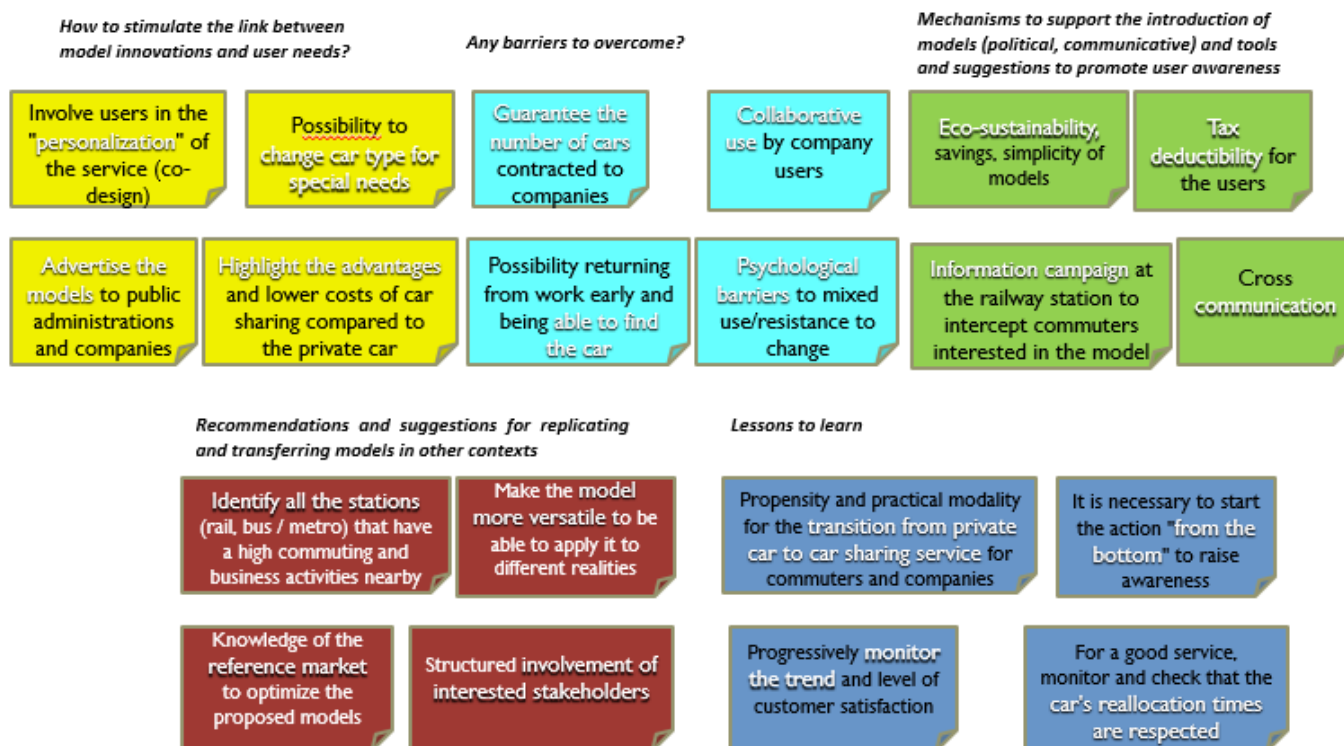 How to stimulate the link between
model innovations and user needs?
Involve users in the
"personalization" of
the service (co-
design)
Possibility to
change car type for
special needs
Advertise the
models to public
administrations
and companies
Highlight the advantages
and lower costs of car
sharing compared to
the private car
Any barriers to overcome?
Guarantee the
number of cars
contracted to
companies
Collaborative
use by company
users
Possibility returning
from work early and
being able to find
the car
Psychological
barriers to mixed
use/resistance to
change
Mechanisms to support the introduction of
models (political, communicative) and tools
and suggestions to promote user awareness
Eco-sustainability,
savings, simplicity of
models
Tax
deductibility for
the users
Information campaign at
the railway station to
intercept commuters
interested in the model
Cross
communication
Recommendations and suggestions for replicating
and transferring models in other contexts
Identify all the stations
(rail, bus / metro) that have
a high commuting and
business activities nearby
Make the model
more versatile to be
able to apply it to
different realities
Knowledge of the
reference market
to optimize the
proposed models
Structured involvement of
interested stakeholders
Lessons to learn
Propensity and practical modality
for the transition from private
car to car sharing service for
commuters and companies
It is necessary to start
the action "from the
bottom" to raise
awareness
Progressively monitor
the trend and level of
customer satisfaction
For a good service,
monitor and check that the
car's reallocation times
are respected